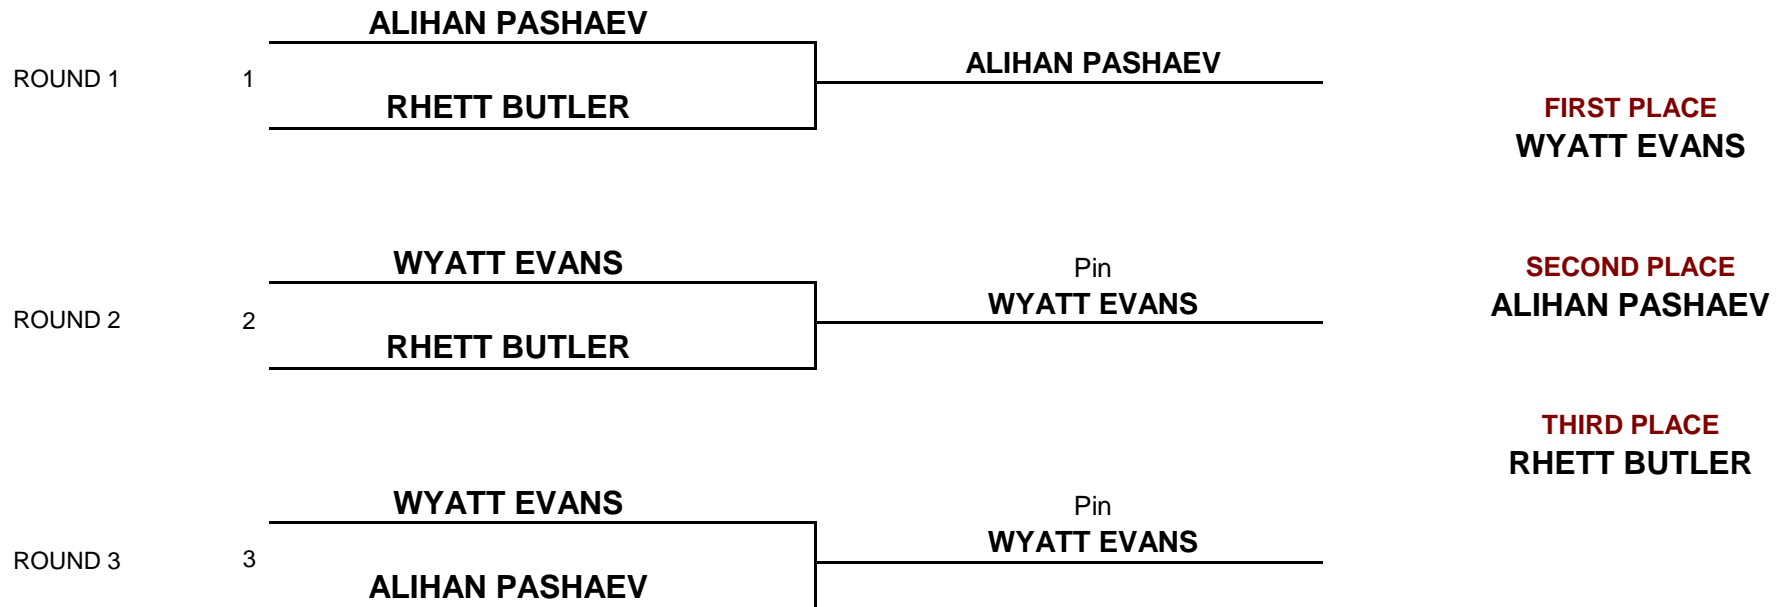 ALIHAN PASHAEV
ROUND 1
1
ALIHAN PASHAEV
RHETT BUTLER
FIRST PLACE
WYATT EVANS
WYATT EVANS
Pin
SECOND PLACE
ROUND 2
2
WYATT EVANS
ALIHAN PASHAEV
RHETT BUTLER
THIRD PLACE
RHETT BUTLER
WYATT EVANS
Pin
ROUND 3
3
WYATT EVANS
ALIHAN PASHAEV